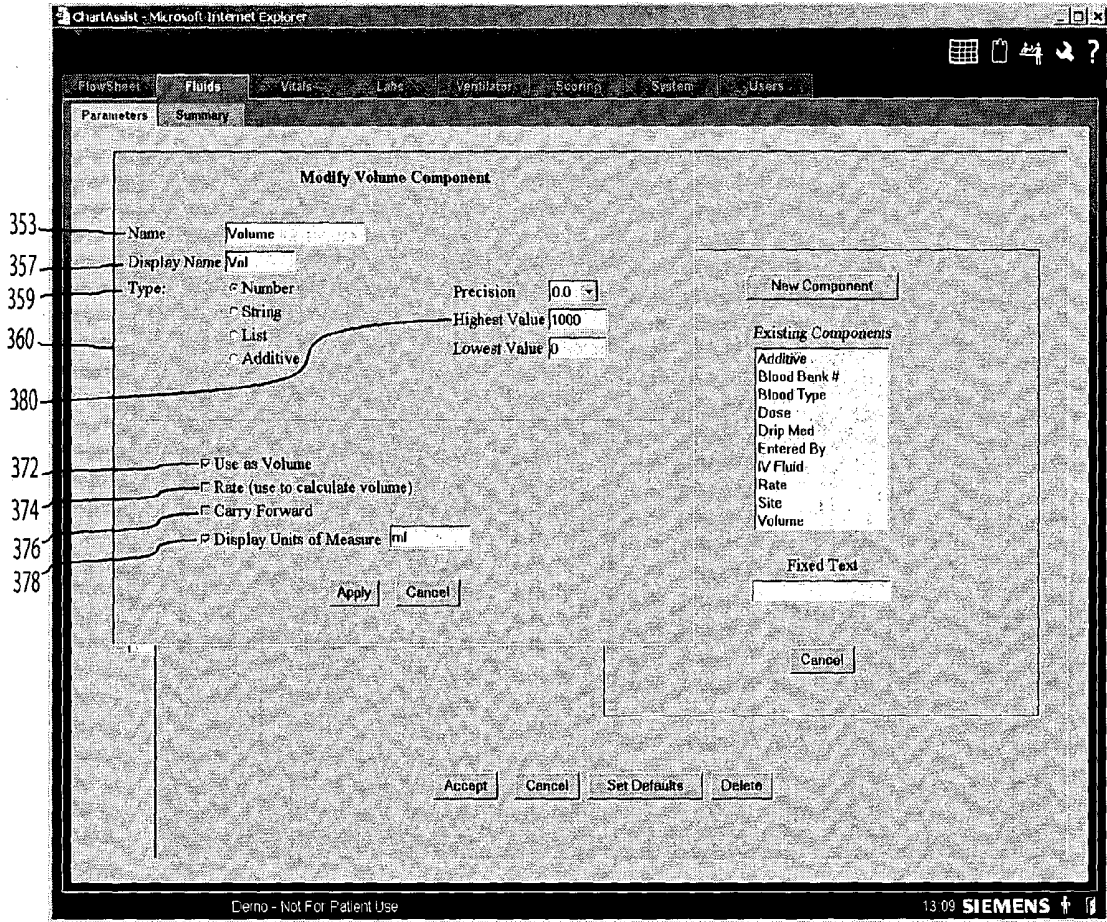 ChartAssist - Microsoft Internet Explorer
?
FlowSheet Fluids Vitals Labs Ventilator Scoring System Users
Parameters Summary
Modify Volume Component
353 Name Volume
357 Display Name Vol
359 Type: Number Precision 0.0 New Component
String Highest Value 1000
360 List Lowest Value 0 Existing Components
Additive
380
Additive
Blood Bank #
Blood Type
Dose
Drip Med
Entered By
IV Fluid
Rate
Site
Volume
372 Use as Volume
374 Rate (use to calculate volume)
376 Carry Forward
378 Display Units of Measure ml
Fixed Text
Apply Cancel
Cancel
Accept Cancel Set Defaults Delete
Demo - Not For Patient Use 13:09 SIEMENS